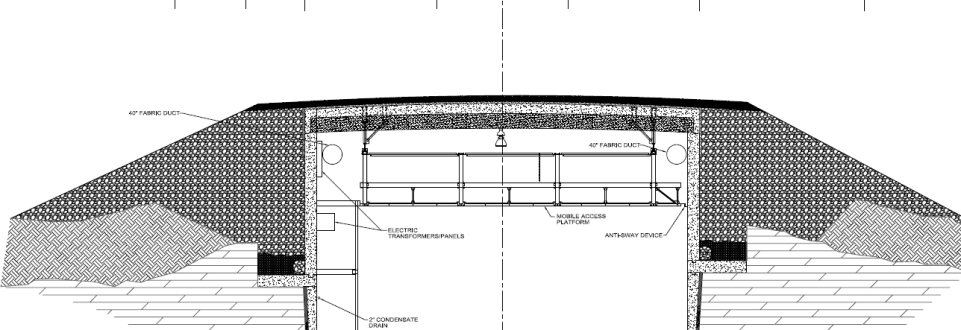 40" FABRIC DUCT
40" FABRIC DUCT
MOBILE ACCESS
PLATFORM
ELECTRIC
TRANSFORMERS/PANELS
ANTI-SWAY DEVICE
2" CONDENSATE
DRAIN